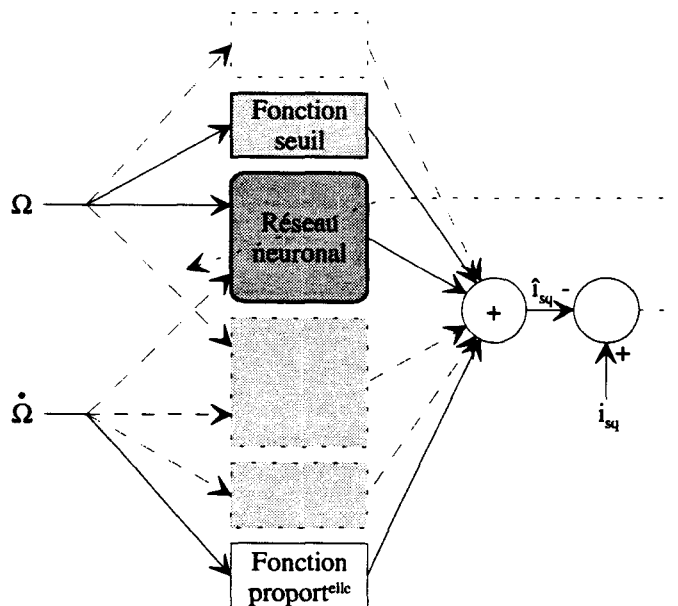 Fonction
seuil
Ω
Réseau
neuronal
+
î_sq -
+
Ω̇
i_sq
Fonction
proport^elle